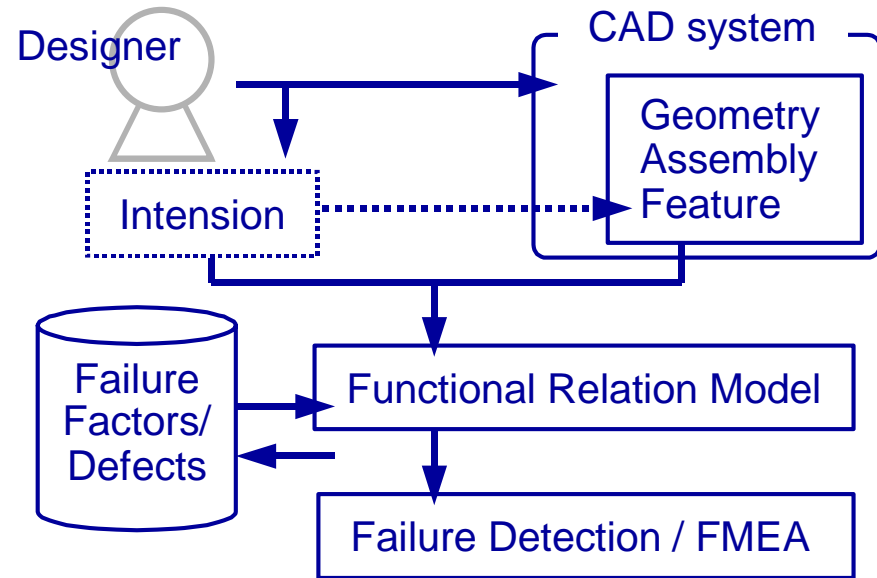 Designer
CAD system
Geometry
Assembly
Feature
Intension
Failure
Factors/
Defects
Functional Relation Model
Failure Detection / FMEA